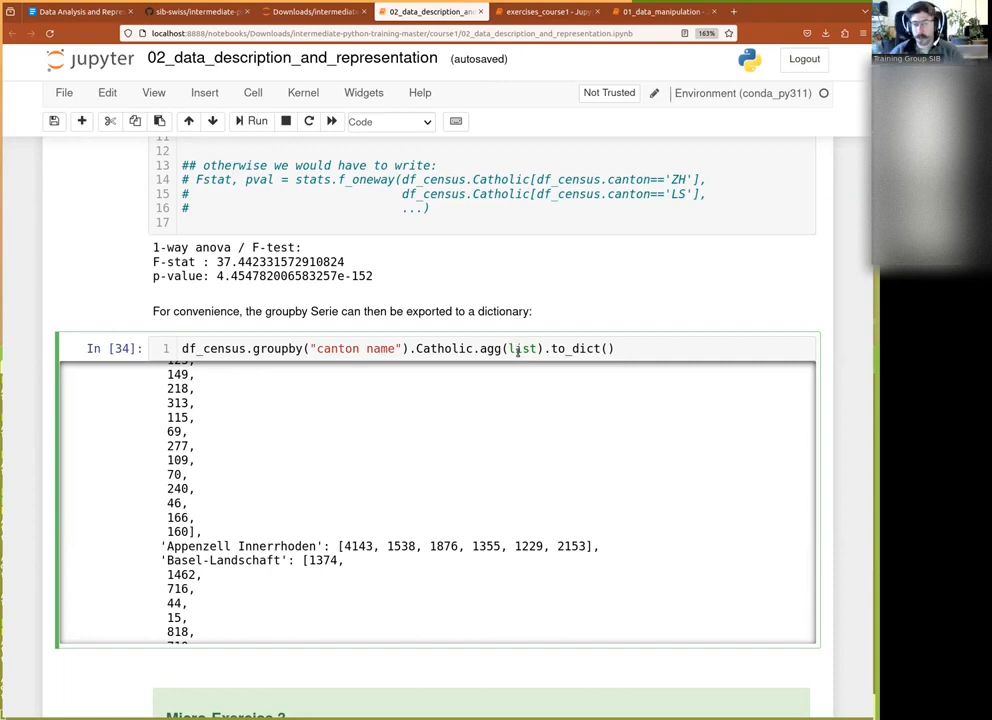 Data Analysis and Repre
sib-swiss/intermediate-p
Downloads/intermediate
02_data_description_and
exercises_course1 - Jupyt
01_data_manipulation - J
localhost:8888/notebooks/Downloads/intermediate-python-training-master/course1/02_data_description_and_representation.ipynb
163%
Training Group SIB
jupyter 02_data_description_and_representation (autosaved)
Logout
File Edit View Insert Cell Kernel Widgets Help
Not Trusted
Environment (conda_py311)
Run
Code
11
12
13 ## otherwise we would have to write:
14 # Fstat, pval = stats.f_oneway(df_census.Catholic[df_census.canton=='ZH'],
15 # df_census.Catholic[df_census.canton=='LS'],
16 # ...)
17
1-way anova / F-test:
F-stat : 37.442331572910824
p-value: 4.454782006583257e-152
For convenience, the groupby Serie can then be exported to a dictionary:
In [34]: 1 df_census.groupby("canton name").Catholic.agg(list).to_dict()
149,
218,
313,
115,
69,
277,
109,
70,
240,
46,
166,
160],
'Appenzell Innerrhoden': [4143, 1538, 1876, 1355, 1229, 2153],
'Basel-Landschaft': [1374,
1462,
716,
44,
15,
818,
Micro-Exercise 2